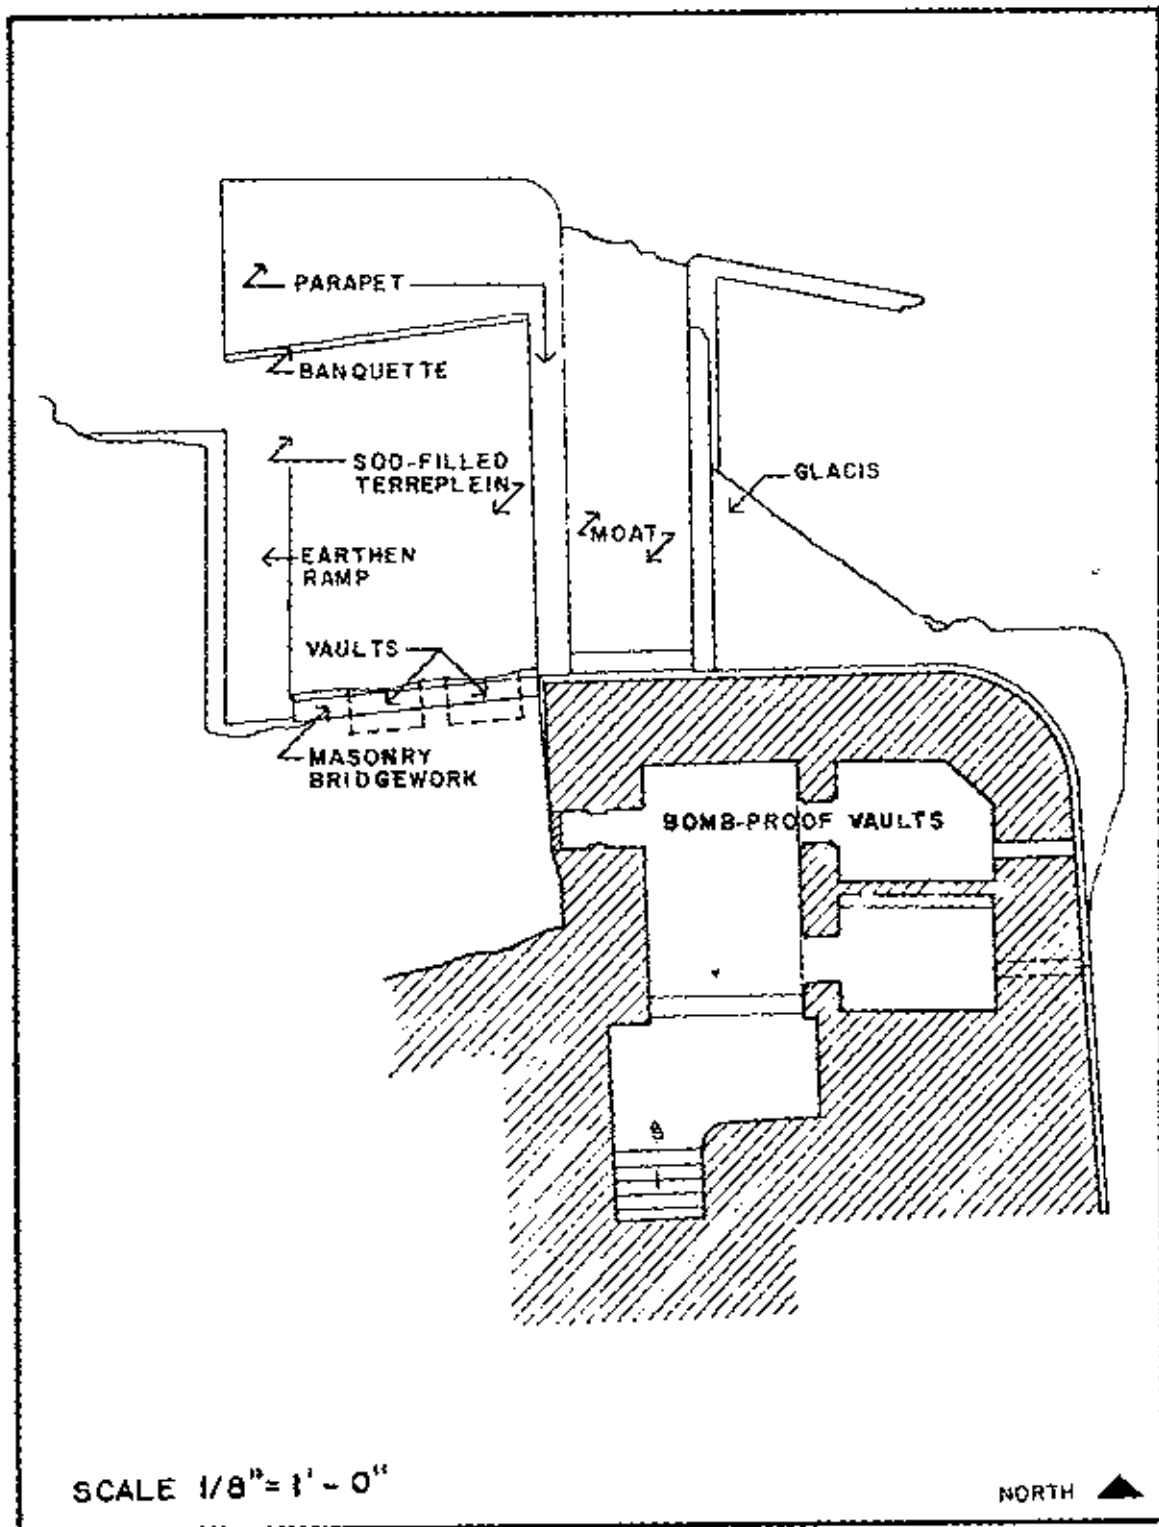 PARAPET
BANQUETTE
SOD-FILLED
TERREPLEIN
GLACIS
MOAT
EARTHEN
RAMP
VAULTS
MASONRY
BRIDGEWORK
BOMB-PROOF VAULTS
UP
SCALE 1/8"= 1' - 0"
NORTH